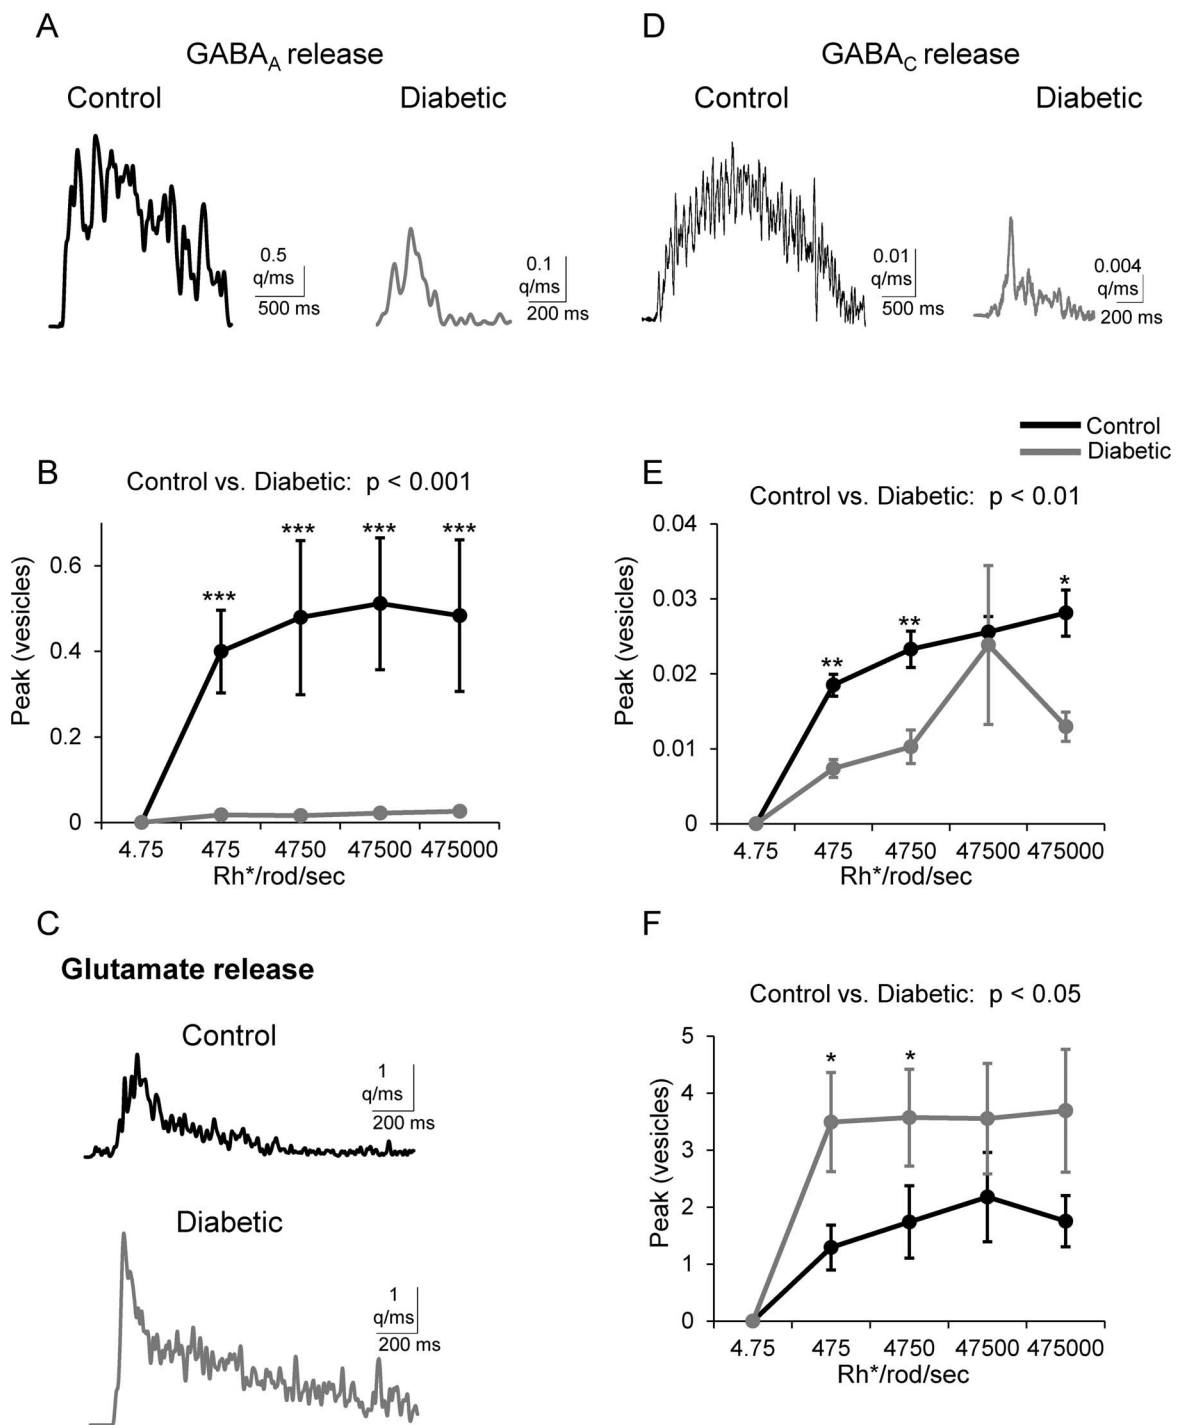 A
GABAA release
Control
Diabetic
0.5
q/ms
500 ms
0.1
q/ms
200 ms
D
GABAC release
Control
Diabetic
0.01
q/ms
500 ms
0.004
q/ms
200 ms
Control
Diabetic
B
Control vs. Diabetic: p < 0.001
Peak (vesicles)
0.6
0.4
0.2
0
***
***
***
***
4.75 475 4750 47500 475000
Rh*/rod/sec
E
Control vs. Diabetic: p < 0.01
Peak (vesicles)
0.04
0.03
0.02
0.01
0
**
**
*
4.75 475 4750 47500 475000
Rh*/rod/sec
C
Glutamate release
Control
1
q/ms
200 ms
Diabetic
1
q/ms
200 ms
F
Control vs. Diabetic: p < 0.05
Peak (vesicles)
5
4
3
2
1
0
*
*
4.75 475 4750 47500 475000
Rh*/rod/sec